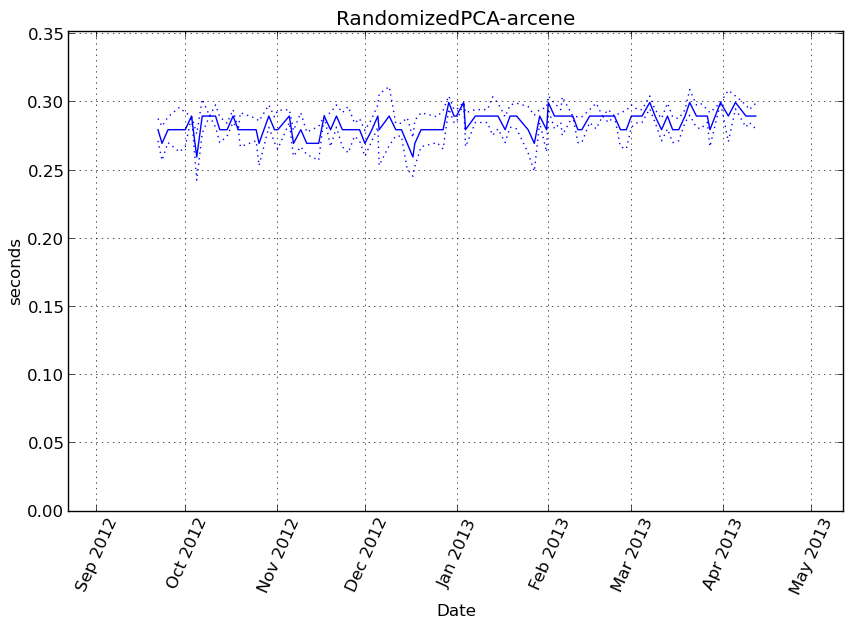 RandomizedPCA-arcene
0.35
0.30
0.25
0.20
0.15
0.10
0.05
0.00
seconds
Sep 2012
Oct 2012
Nov 2012
Dec 2012
Jan 2013
Feb 2013
Mar 2013
Apr 2013
May 2013
Date